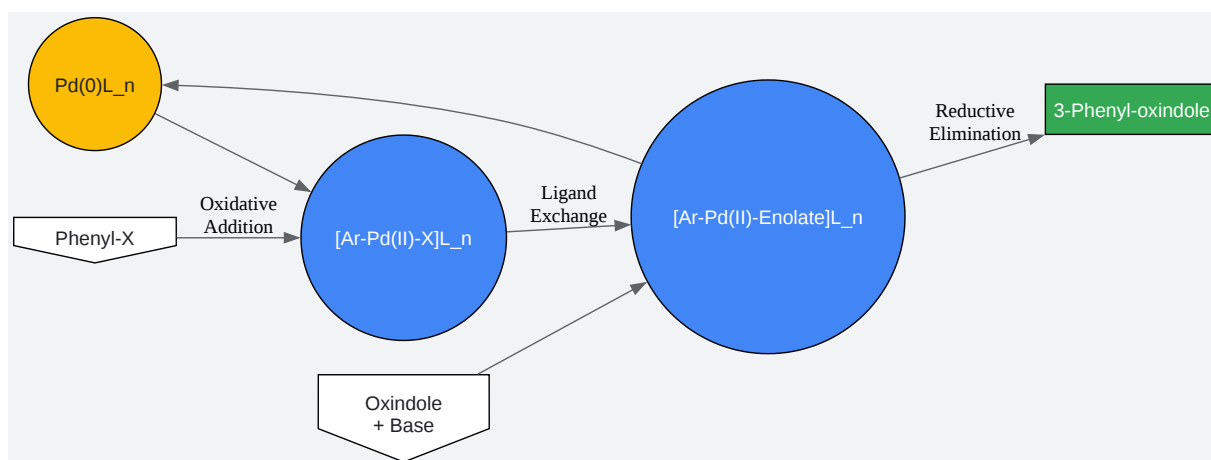 Pd(0)L_n
Reductive
Elimination
3-Phenyl-oxindole
Oxidative
Addition
Ligand
Exchange
Phenyl-X
[Ar-Pd(II)-X]L_n
[Ar-Pd(II)-Enolate]L_n
Oxindole
+ Base